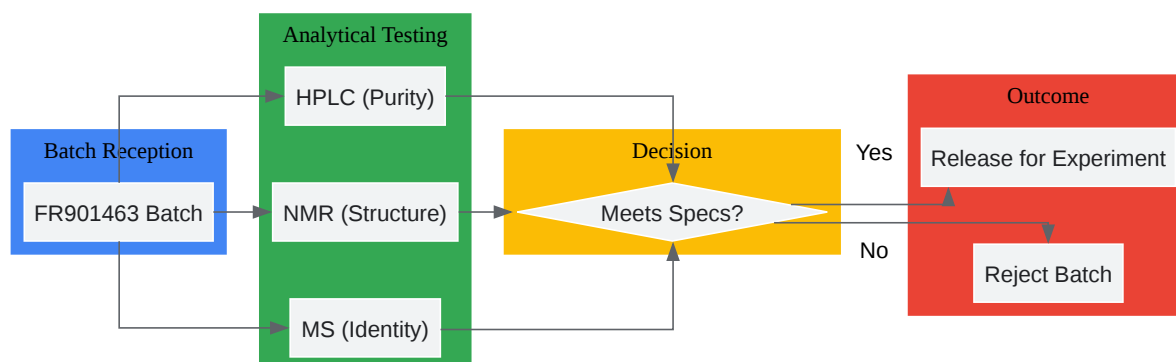 Batch Reception
FR901463 Batch
Analytical Testing
HPLC (Purity)
NMR (Structure)
MS (Identity)
Decision
Meets Specs?
Yes
No
Outcome
Release for Experiment
Reject Batch